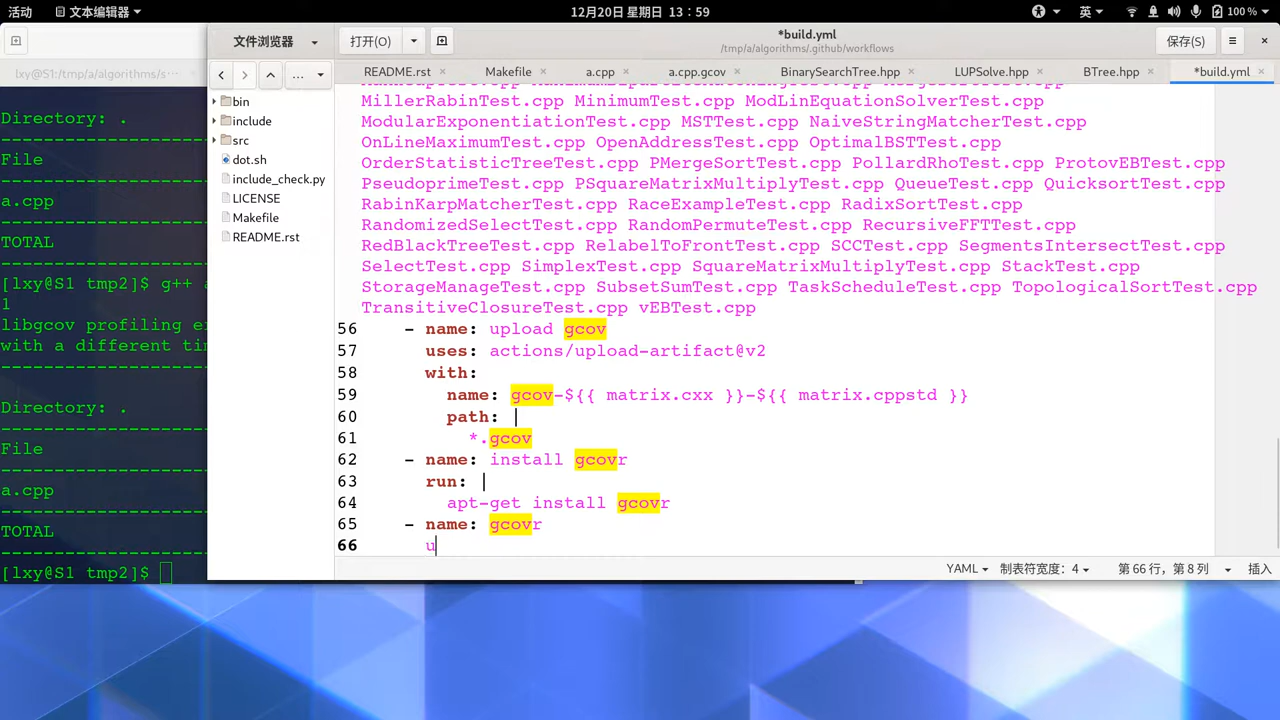 活动 文本编辑器 12月20日 星期日 13：59 英 100 %
文件浏览器 打开(O) *build.yml 保存(S)
/tmp/a/algorithms/.github/workflows
lxy@S1:/tmp/a/algorithms/s···
README.rst Makefile a.cpp a.cpp.gcov BinarySearchTree.hpp LUPSolve.hpp BTree.hpp *build.yml
Directory: .
File
a.cpp
TOTAL
[lxy@S1 tmp2]$ g++ a
1
libgcov profiling e
with a different ti
Directory: .
File
a.cpp
TOTAL
[lxy@S1 tmp2]$
bin
include
src
dot.sh
include_check.py
LICENSE
Makefile
README.rst
MillerRabinTest.cpp MinimumTest.cpp ModLinEquationSolverTest.cpp
ModularExponentiationTest.cpp MSTTest.cpp NaiveStringMatcherTest.cpp
OnLineMaximumTest.cpp OpenAddressTest.cpp OptimalBSTTest.cpp
OrderStatisticTreeTest.cpp PMergeSortTest.cpp PollardRhoTest.cpp ProtovEBTest.cpp
PseudoprimeTest.cpp PSquareMatrixMultiplyTest.cpp QueueTest.cpp QuicksortTest.cpp
RabinKarpMatcherTest.cpp RaceExampleTest.cpp RadixSortTest.cpp
RandomizedSelectTest.cpp RandomPermuteTest.cpp RecursiveFFTTest.cpp
RedBlackTreeTest.cpp RelabelToFrontTest.cpp SCCTest.cpp SegmentsIntersectTest.cpp
SelectTest.cpp SimplexTest.cpp SquareMatrixMultiplyTest.cpp StackTest.cpp
StorageManageTest.cpp SubsetSumTest.cpp TaskScheduleTest.cpp TopologicalSortTest.cpp
TransitiveClosureTest.cpp vEBTest.cpp
56 - name: upload gcov
57 uses: actions/upload-artifact@v2
58 with:
59 name: gcov-${{ matrix.cxx }}-${{ matrix.cppstd }}
60 path: |
61 *.gcov
62 - name: install gcovr
63 run: |
64 apt-get install gcovr
65 - name: gcovr
66 u
YAML 制表符宽度：4 第 66 行，第 8 列 插入